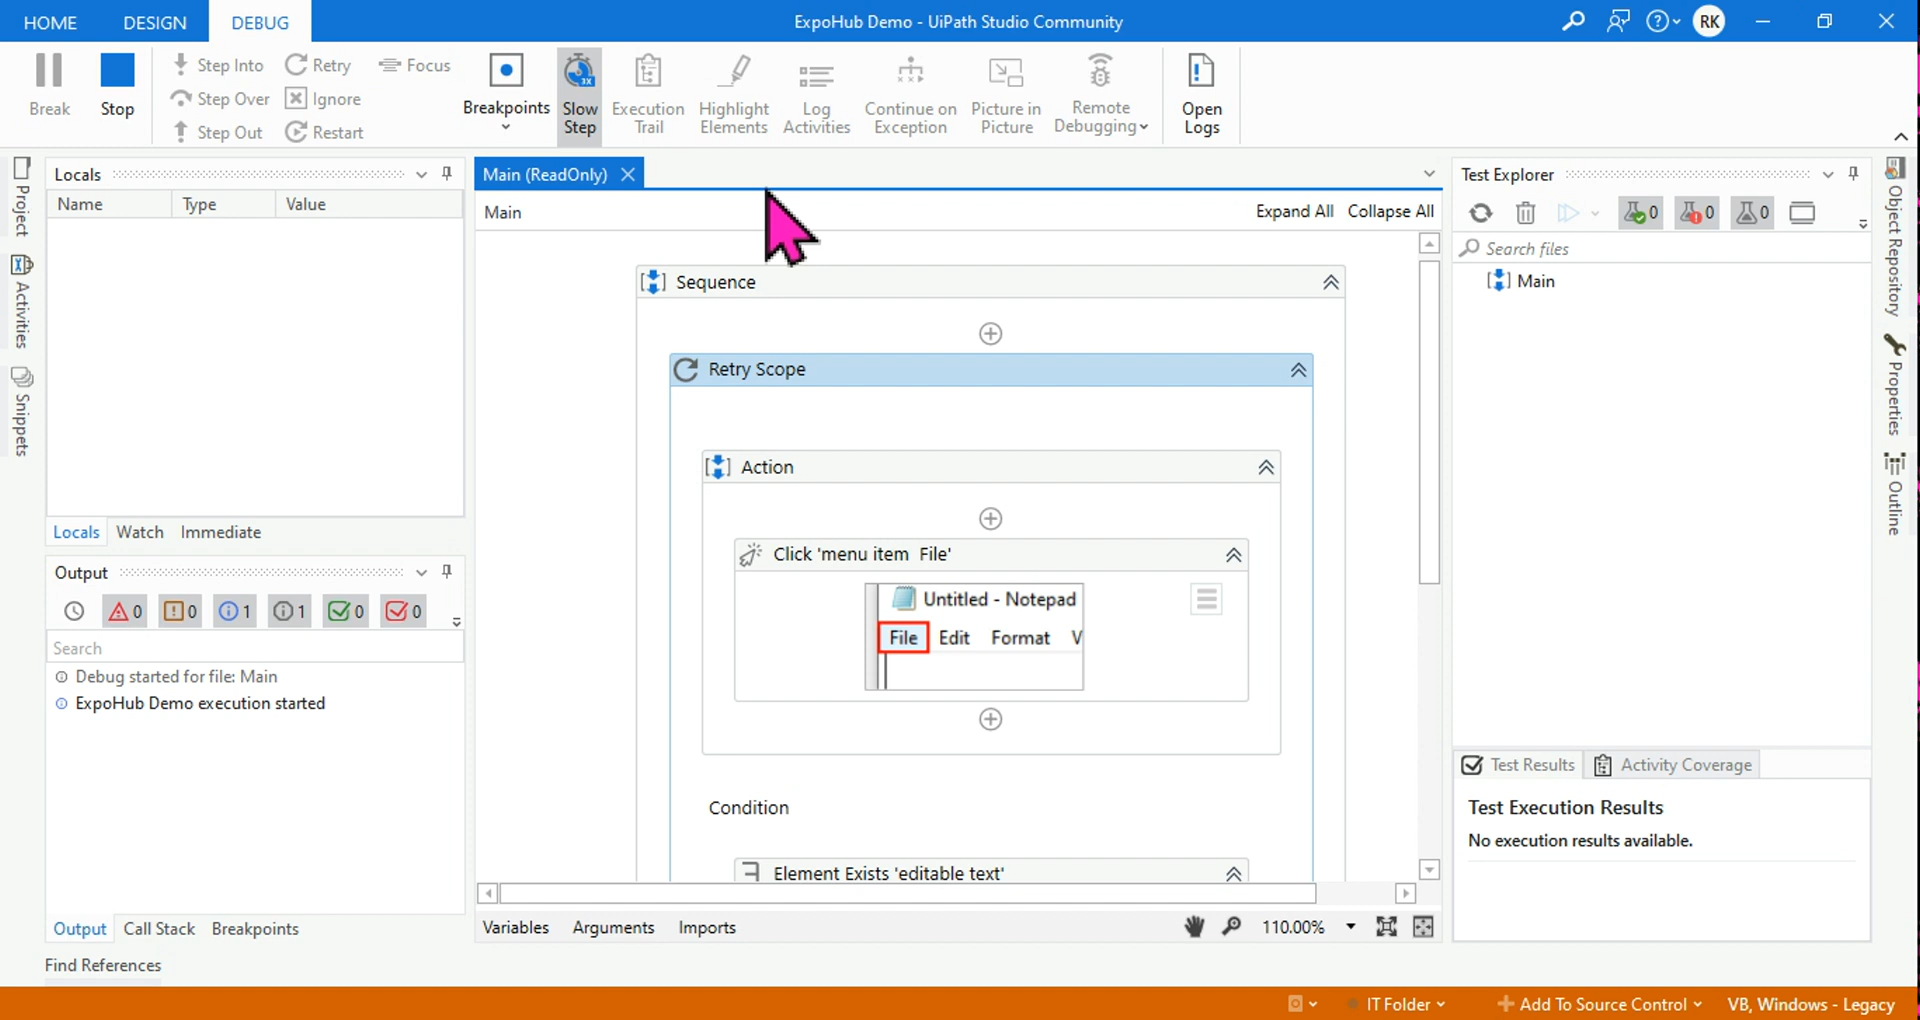 HOME DESIGN DEBUG ExpoHub Demo - UiPath Studio Community RK
Break Stop Step Into Retry Focus
Step Over Ignore
Step Out Restart
Breakpoints Slow Step Execution Trail Highlight Elements Log Activities Continue on Exception Picture in Picture Remote Debugging Open Logs
3X
Project
Activities
Snippets
Locals
Name Type Value
Locals Watch Immediate
Output
0 0 1 1 0 0
Search
Debug started for file: Main
ExpoHub Demo execution started
Output Call Stack Breakpoints
Find References
Main (ReadOnly)
Main Expand All Collapse All
Sequence
Retry Scope
Action
Click 'menu item File'
Untitled - Notepad
File Edit Format V
Condition
Element Exists 'editable text'
Variables Arguments Imports 110.00%
Test Explorer
0 0 0
Search files
Main
Test Results Activity Coverage
Test Execution Results
No execution results available.
Object Repository
Properties
Outline
IT Folder Add To Source Control VB, Windows - Legacy